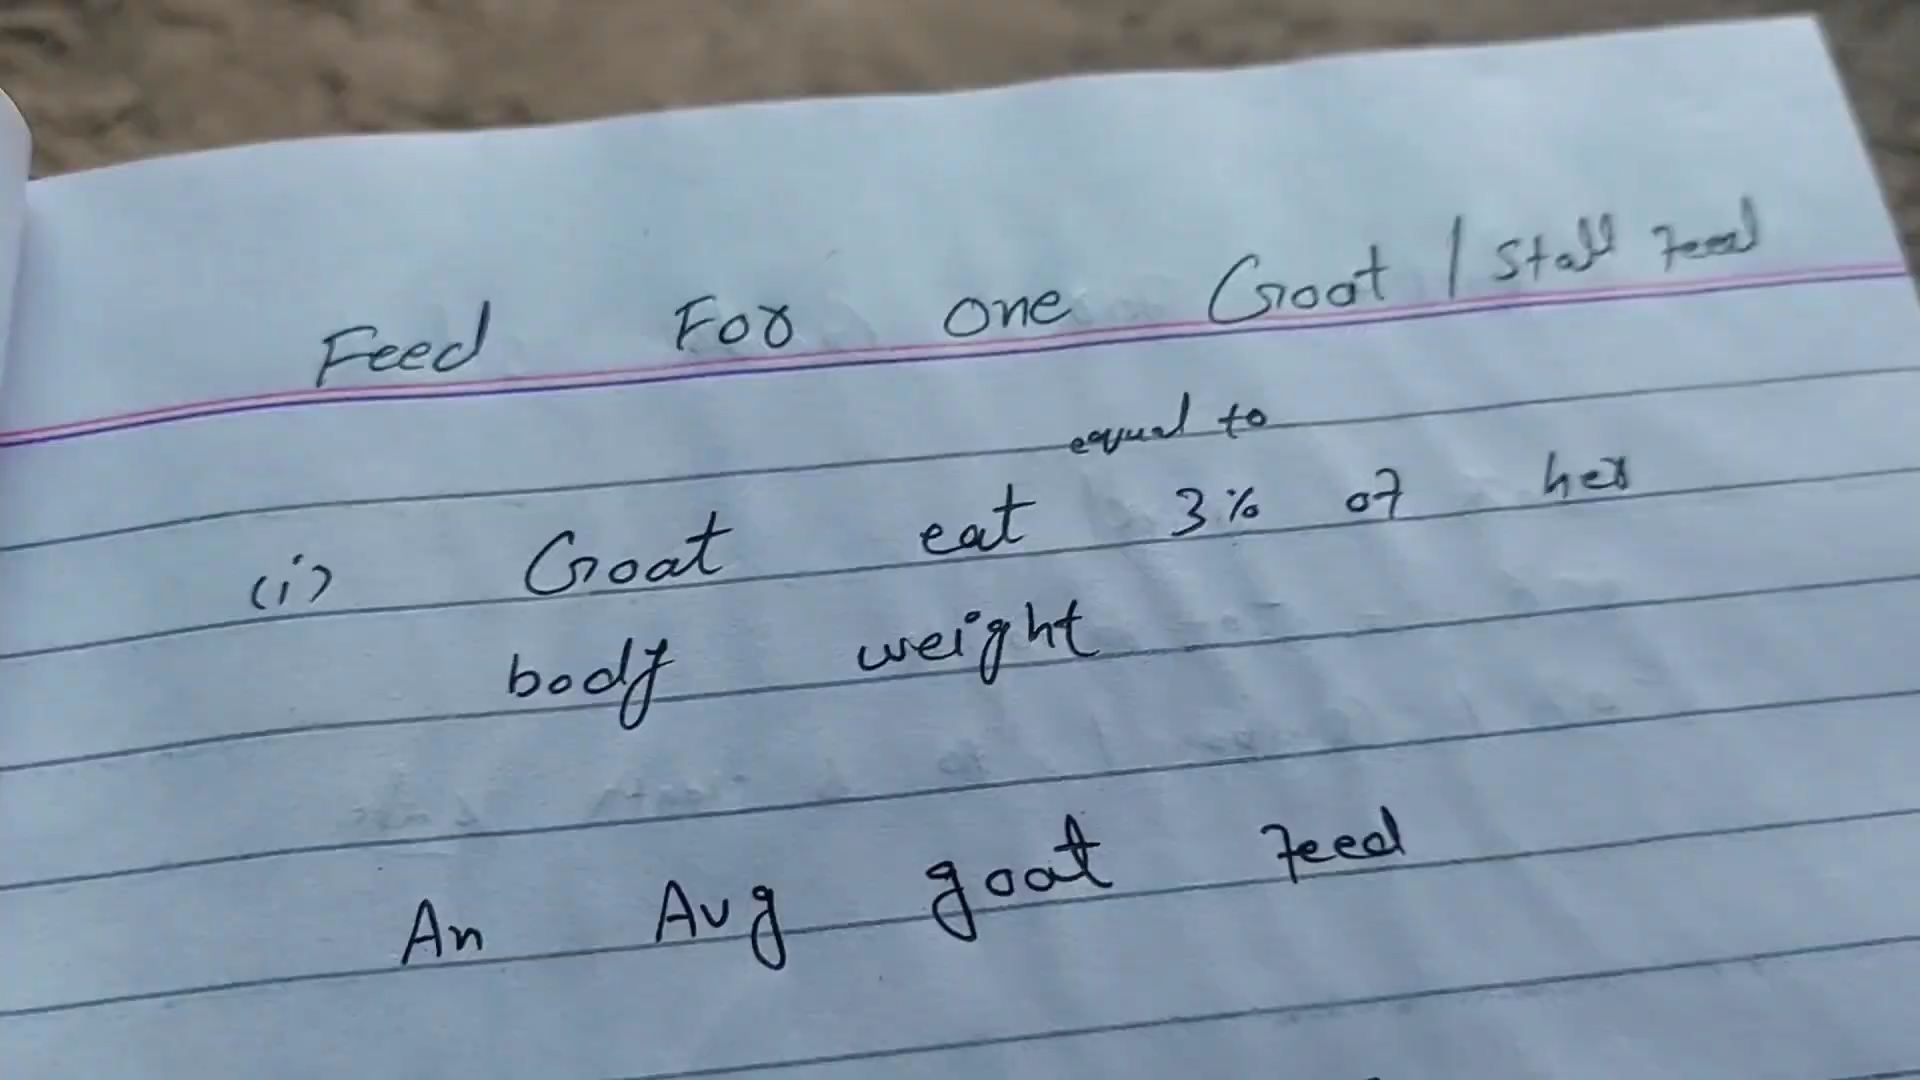 Feed For one Goat / Stall Feed
equal to
(i) Goat eat 3% of her
body weight
An Avg goat feed